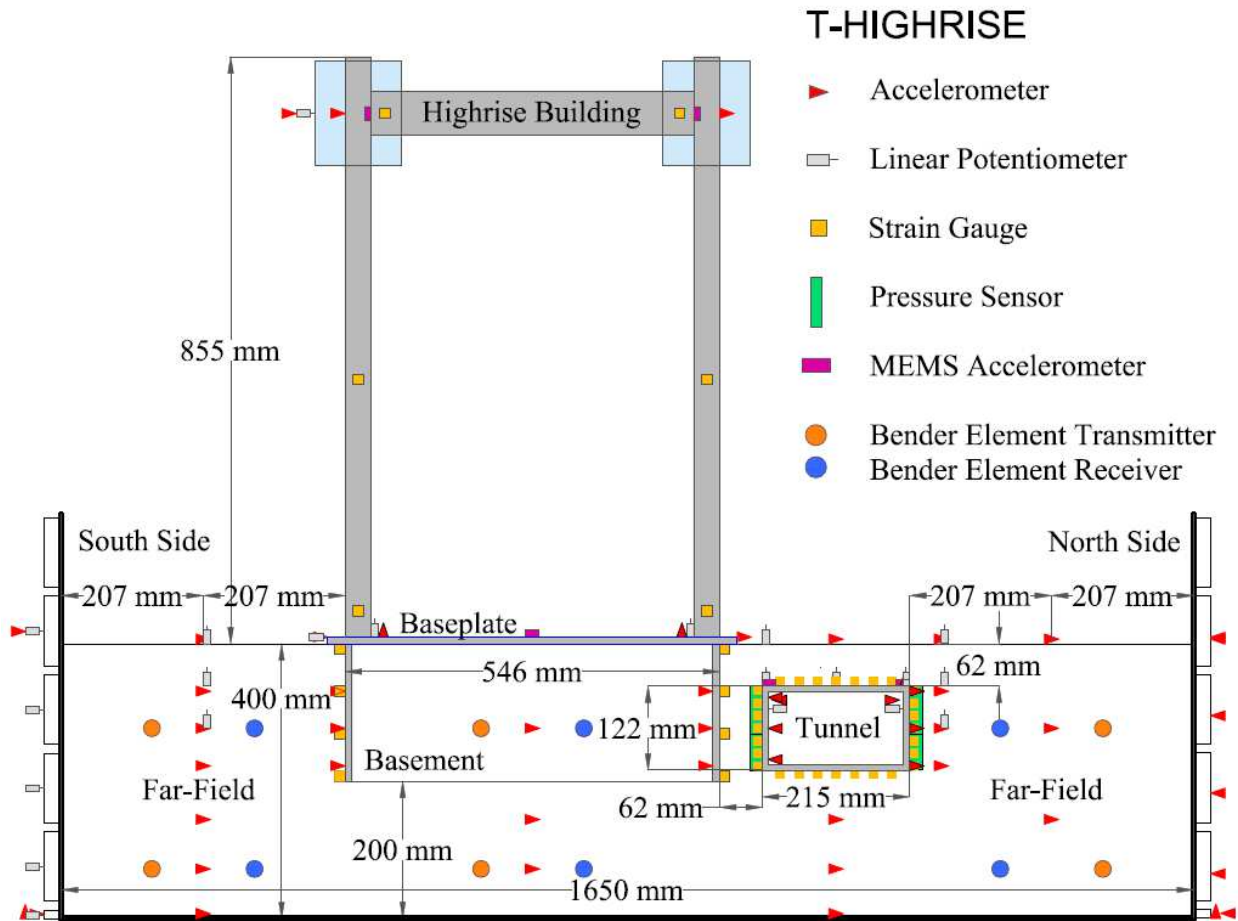 T-HIGHRISE
Accelerometer
Highrise Building
Linear Potentiometer
Strain Gauge
Pressure Sensor
855 mm
MEMS Accelerometer
Bender Element Transmitter
Bender Element Receiver
South Side
North Side
207 mm
207 mm
207 mm
207 mm
Baseplate
546 mm
62 mm
400 mm
122 mm
Tunnel
Basement
Far-Field
62 mm
215 mm
Far-Field
200 mm
1650 mm